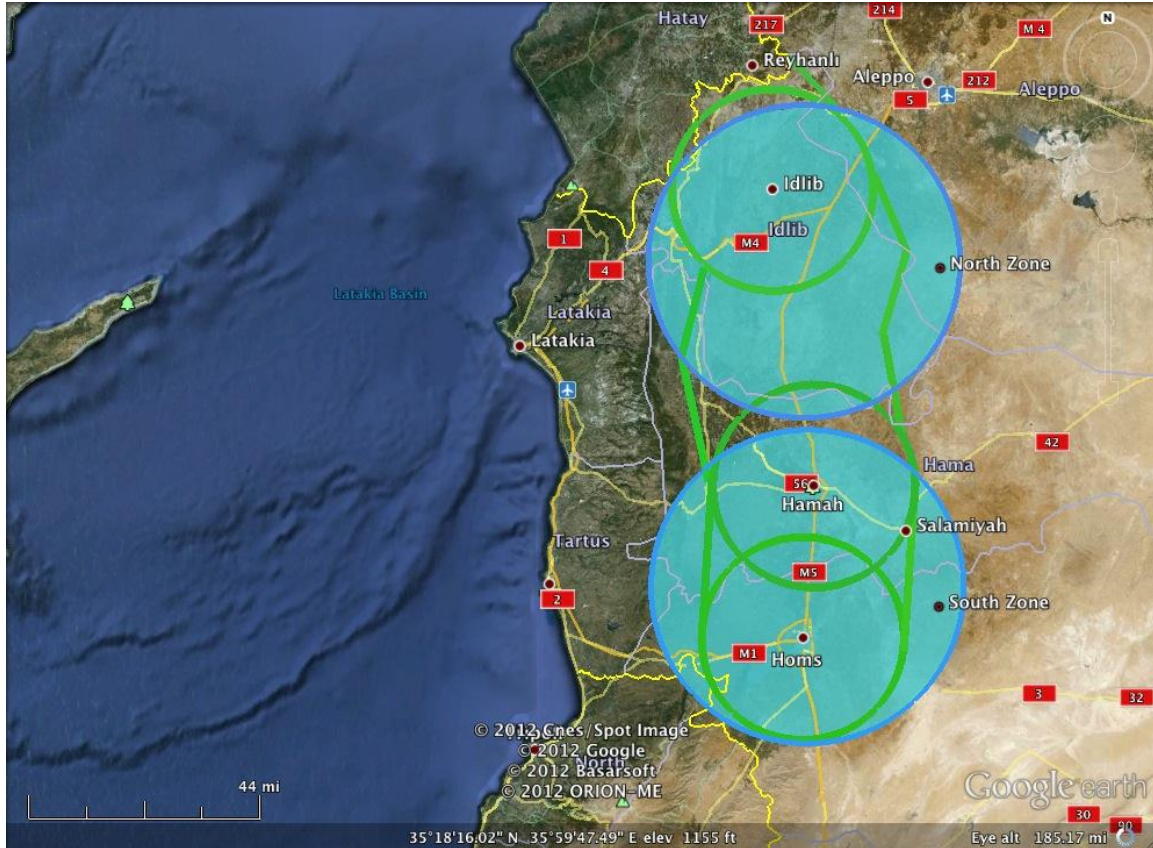 Hatay
217
214
M 4
N
Reyhanlı
Aleppo
212
Aleppo
5
Idlib
1
Idlib
M4
4
North Zone
Latakia Basin
Latakia
Latakia
42
Hama
56
Hamah
Salamiyah
Tartus
M5
2
South Zone
M1
Homs
3
32
© 2012 Cnes/Spot Image
© 2012 Google
North
© 2012 Basarsoft
© 2012 ORION-ME
44 mi
Google earth
30
90
35°18'16.02" N 35°59'47.49" E elev 1155 ft
Eye alt 185.17 mi